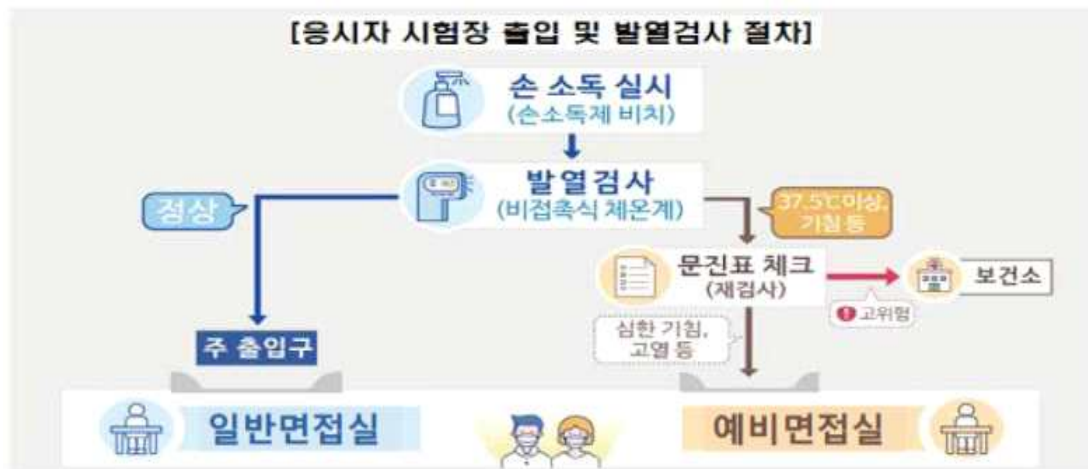 [응시자 시험장 출입 및 발열검사 절차]
손 소독 실시
(손소독제 비치)
발열검사
(비접촉식 체온계)
정상
37.5℃이상,
기침 등
문진표 체크
(재검사)
보건소
고위험
심한 기침,
고열 등
주 출입구
일반면접실
예비면접실